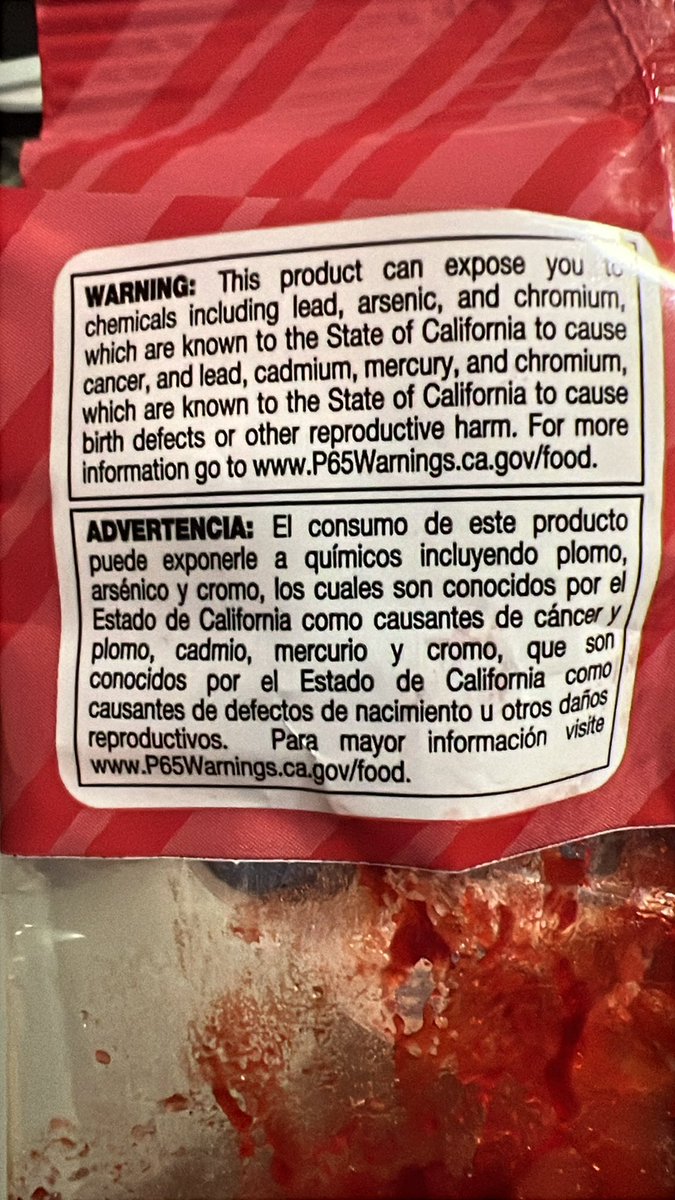 WARNING: This product can expose you to
chemicals including lead, arsenic, and chromium,
which are known to the State of California to cause
cancer, and lead, cadmium, mercury, and chromium,
which are known to the State of California to cause
birth defects or other reproductive harm. For more
information go to www.P65Warnings.ca.gov/food.
ADVERTENCIA: El consumo de este producto
puede exponerle a químicos incluyendo plomo,
arsénico y cromo, los cuales son conocidos por el
Estado de California como causantes de cáncer y
plomo, cadmio, mercurio y cromo, que son
conocidos por el Estado de California como
causantes de defectos de nacimiento u otros daños
reproductivos. Para mayor información visite
www.P65Warnings.ca.gov/food.